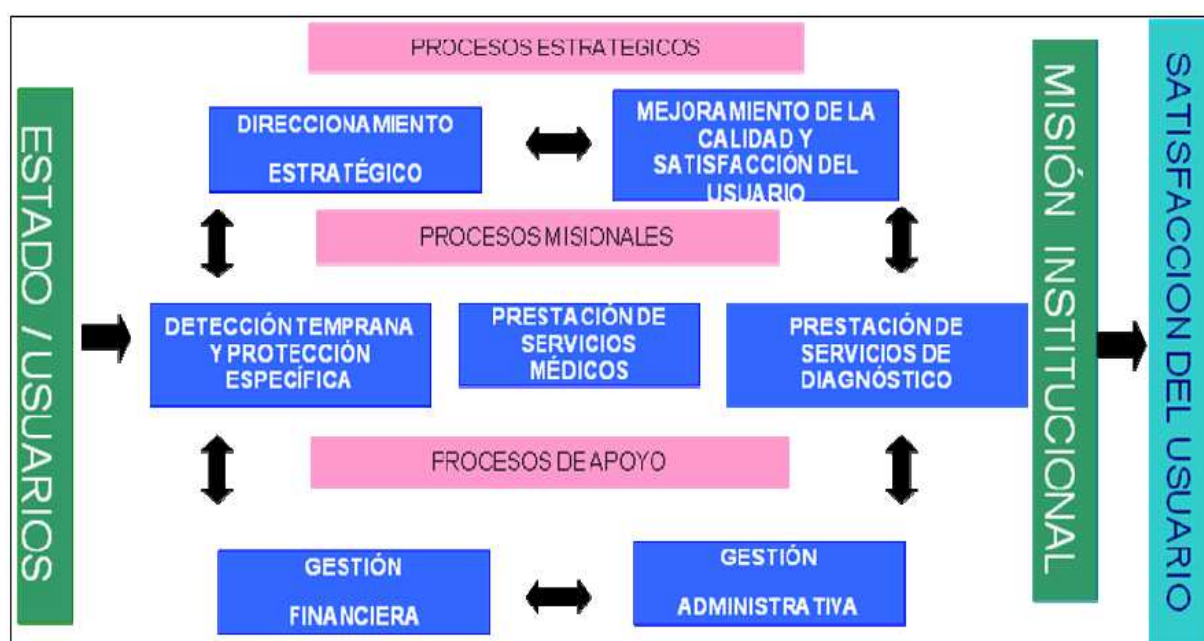 PROCESOS ESTRATEGICOS
ESTADO / USUARIOS
DIRECCIONAMIENTO
ESTRATÉGICO
MEJORAMIENTO DE LA
CALIDAD Y
SATISFACCIÓN DEL
USUARIO
PROCESOS MISIONALES
DETECCIÓN TEMPRANA
Y PROTECCIÓN
ESPECÍFICA
PRESTACIÓN DE
SERVICIOS
MÉDICOS
PRESTACIÓN DE
SERVICIOS DE
DIAGNÓSTICO
FROCESOS DE APOYO
GESTIÓN
FINANCIERA
GESTIÓN
ADMINISTRATIVA
MISIÓN INSTITUCIONAL
SATISFACCION DEL USUARIO